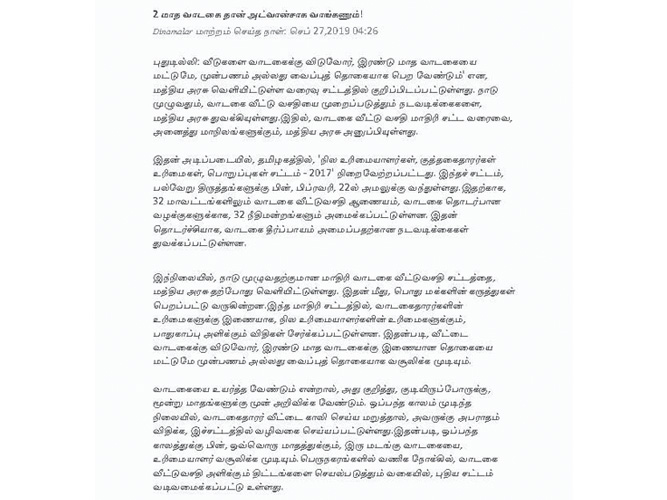 2 மாத வாடகை தான் அட்வான்சாக வாங்கணும்!
Dinamalar மாற்றம் செய்த நாள்: செப் 27,2019 04:26
புதுடில்லி: வீடுகளை வாடகைக்கு விடுவோர், இரண்டு மாத வாடகையை
மட்டுமே, முன்பணம் அல்லது வைப்புத் தொகையாக பெற வேண்டும்' என,
மத்திய அரசு வெளியிட்டுள்ள வரைவு சட்டத்தில் குறிப்பிடப்பட்டுள்ளது. நாடு
முழுவதும், வாடகை வீட்டு வசதியை முறைப்படுத்தும் நடவடிக்கைகளை,
மத்திய அரசு துவக்கியுள்ளது.இதில், வாடகை வீட்டு வசதி மாதிரி சட்ட வரைவை,
அனைத்து மாநிலங்களுக்கும், மத்திய அரசு அனுப்பியுள்ளது.
இதன் அடிப்படையில், தமிழகத்தில், 'நில உரிமையாளர்கள், குத்தகைதாரர்கள்
உரிமைகள், பொறுப்புகள் சட்டம் - 2017' நிறைவேற்றப்பட்டது. இந்தச் சட்டம்,
பல்வேறு திருத்தங்களுக்கு பின், பிப்ரவரி, 22ல் அமலுக்கு வந்துள்ளது.இதற்காக,
32 மாவட்டங்களிலும் வாடகை வீட்டுவசதி ஆணையம், வாடகை தொடர்பான
வழக்குகளுக்காக, 32 நீதிமன்றங்களும் அமைக்கப்பட்டுள்ளன. இதன்
தொடர்ச்சியாக, வாடகை தீர்ப்பாயம் அமைப்பதற்கான நடவடிக்கைகள்
துவக்கப்பட்டுள்ளன.
இந்நிலையில், நாடு முழுவதற்குமான மாதிரி வாடகை வீட்டுவசதி சட்டத்தை,
மத்திய அரசு தற்போது வெளியிட்டுள்ளது. இதன் மீது, பொது மக்களின் கருத்துகள்
பெறப்பட்டு வருகின்றன.இந்த மாதிரி சட்டத்தில், வாடகைதாரர்களின்
உரிமைகளுக்கு இணையாக, நில உரிமையாளர்களின் உரிமைகளுக்கும்,
பாதுகாப்பு அளிக்கும் விதிகள் சேர்க்கப்பட்டுள்ளன. இதன்படி, வீட்டை
வாடகைக்கு விடுவோர், இரண்டு மாத வாடகைக்கு இணையான தொகையை
மட்டுமே முன்பணம் அல்லது வைப்புத் தொகையாக வசூலிக்க முடியும்.
வாடகையை உயர்த்த வேண்டும் என்றால், அது குறித்து, குடியிருப்போருக்கு,
மூன்று மாதங்களுக்கு முன் அறிவிக்க வேண்டும். ஒப்பந்த காலம் முடிந்த
நிலையில், வாடகைதாரர் வீட்டை காலி செய்ய மறுத்தால், அவருக்கு அபராதம்
விதிக்க, இச்சட்டத்தில் வழிவகை செய்யப்பட்டுள்ளது.இதன்படி, ஒப்பந்த
காலத்துக்கு பின், ஒவ்வொரு மாதத்துக்கும், இரு மடங்கு வாடகையை,
உரிமையாளர் வசூலிக்க முடியும். பெருநகரங்களில் வணிக நோக்கில், வாடகை
வீட்டுவசதி அளிக்கும் திட்டங்களை செயல்படுத்தும் வகையில், புதிய சட்டம்
வடிவமைக்கப்பட்டு உள்ளது.